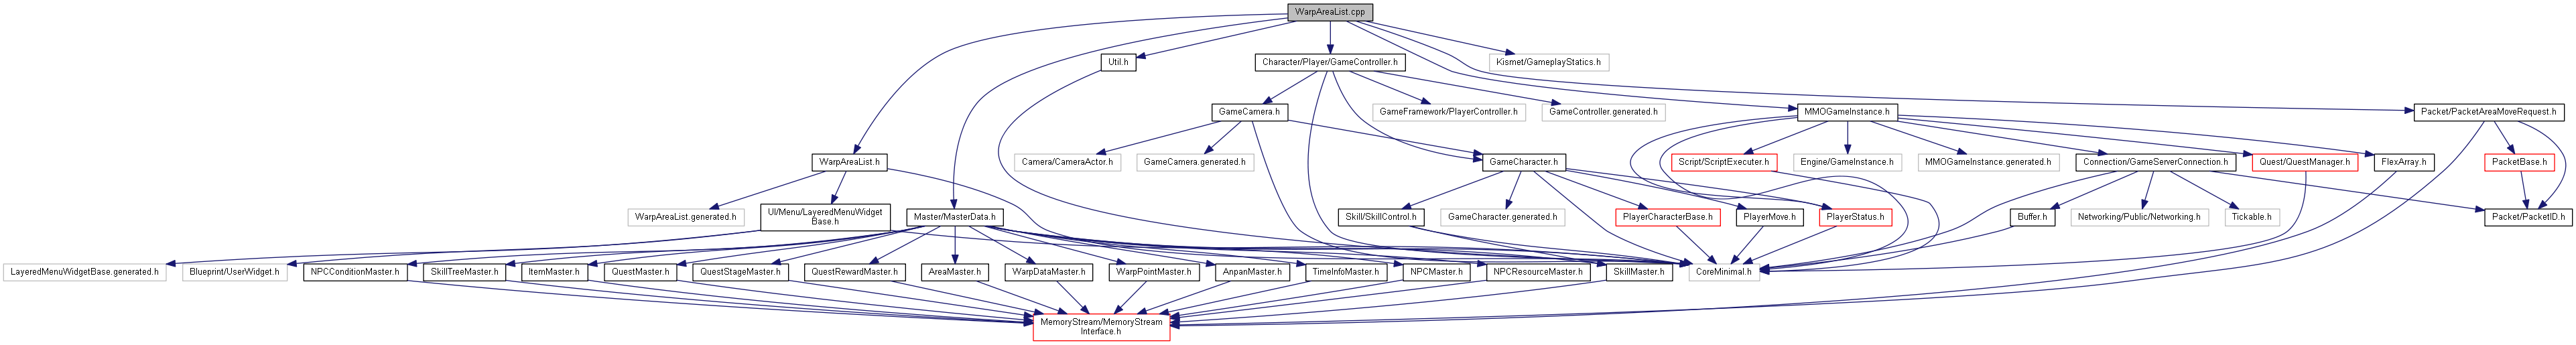 WarpAreaList.cpp
Util.h
Character/Player/GameController.h
Kismet/GameplayStatics.h
GameCamera.h
GameFramework/PlayerController.h
GameController.generated.h
MMOGameInstance.h
Packet/PacketAreaMoveRequest.h
WarpAreaList.h
Camera/CameraActor.h
GameCamera.generated.h
GameCharacter.h
Script/ScriptExecuter.h
Engine/GameInstance.h
MMOGameInstance.generated.h
Connection/GameServerConnection.h
Quest/QuestManager.h
FlexArray.h
PacketBase.h
WarpAreaList.generated.h
UI/Menu/LayeredMenuWidget
Base.h
Master/MasterData.h
Skill/SkillControl.h
GameCharacter.generated.h
PlayerCharacterBase.h
PlayerMove.h
PlayerStatus.h
Buffer.h
Networking/Public/Networking.h
Tickable.h
Packet/PacketID.h
LayeredMenuWidgetBase.generated.h
Blueprint/UserWidget.h
NPCConditionMaster.h
SkillTreeMaster.h
ItemMaster.h
QuestMaster.h
QuestStageMaster.h
QuestRewardMaster.h
AreaMaster.h
WarpDataMaster.h
WarpPointMaster.h
AnpanMaster.h
TimeInfoMaster.h
NPCMaster.h
NPCResourceMaster.h
SkillMaster.h
CoreMinimal.h
MemoryStream/MemoryStream
Interface.h